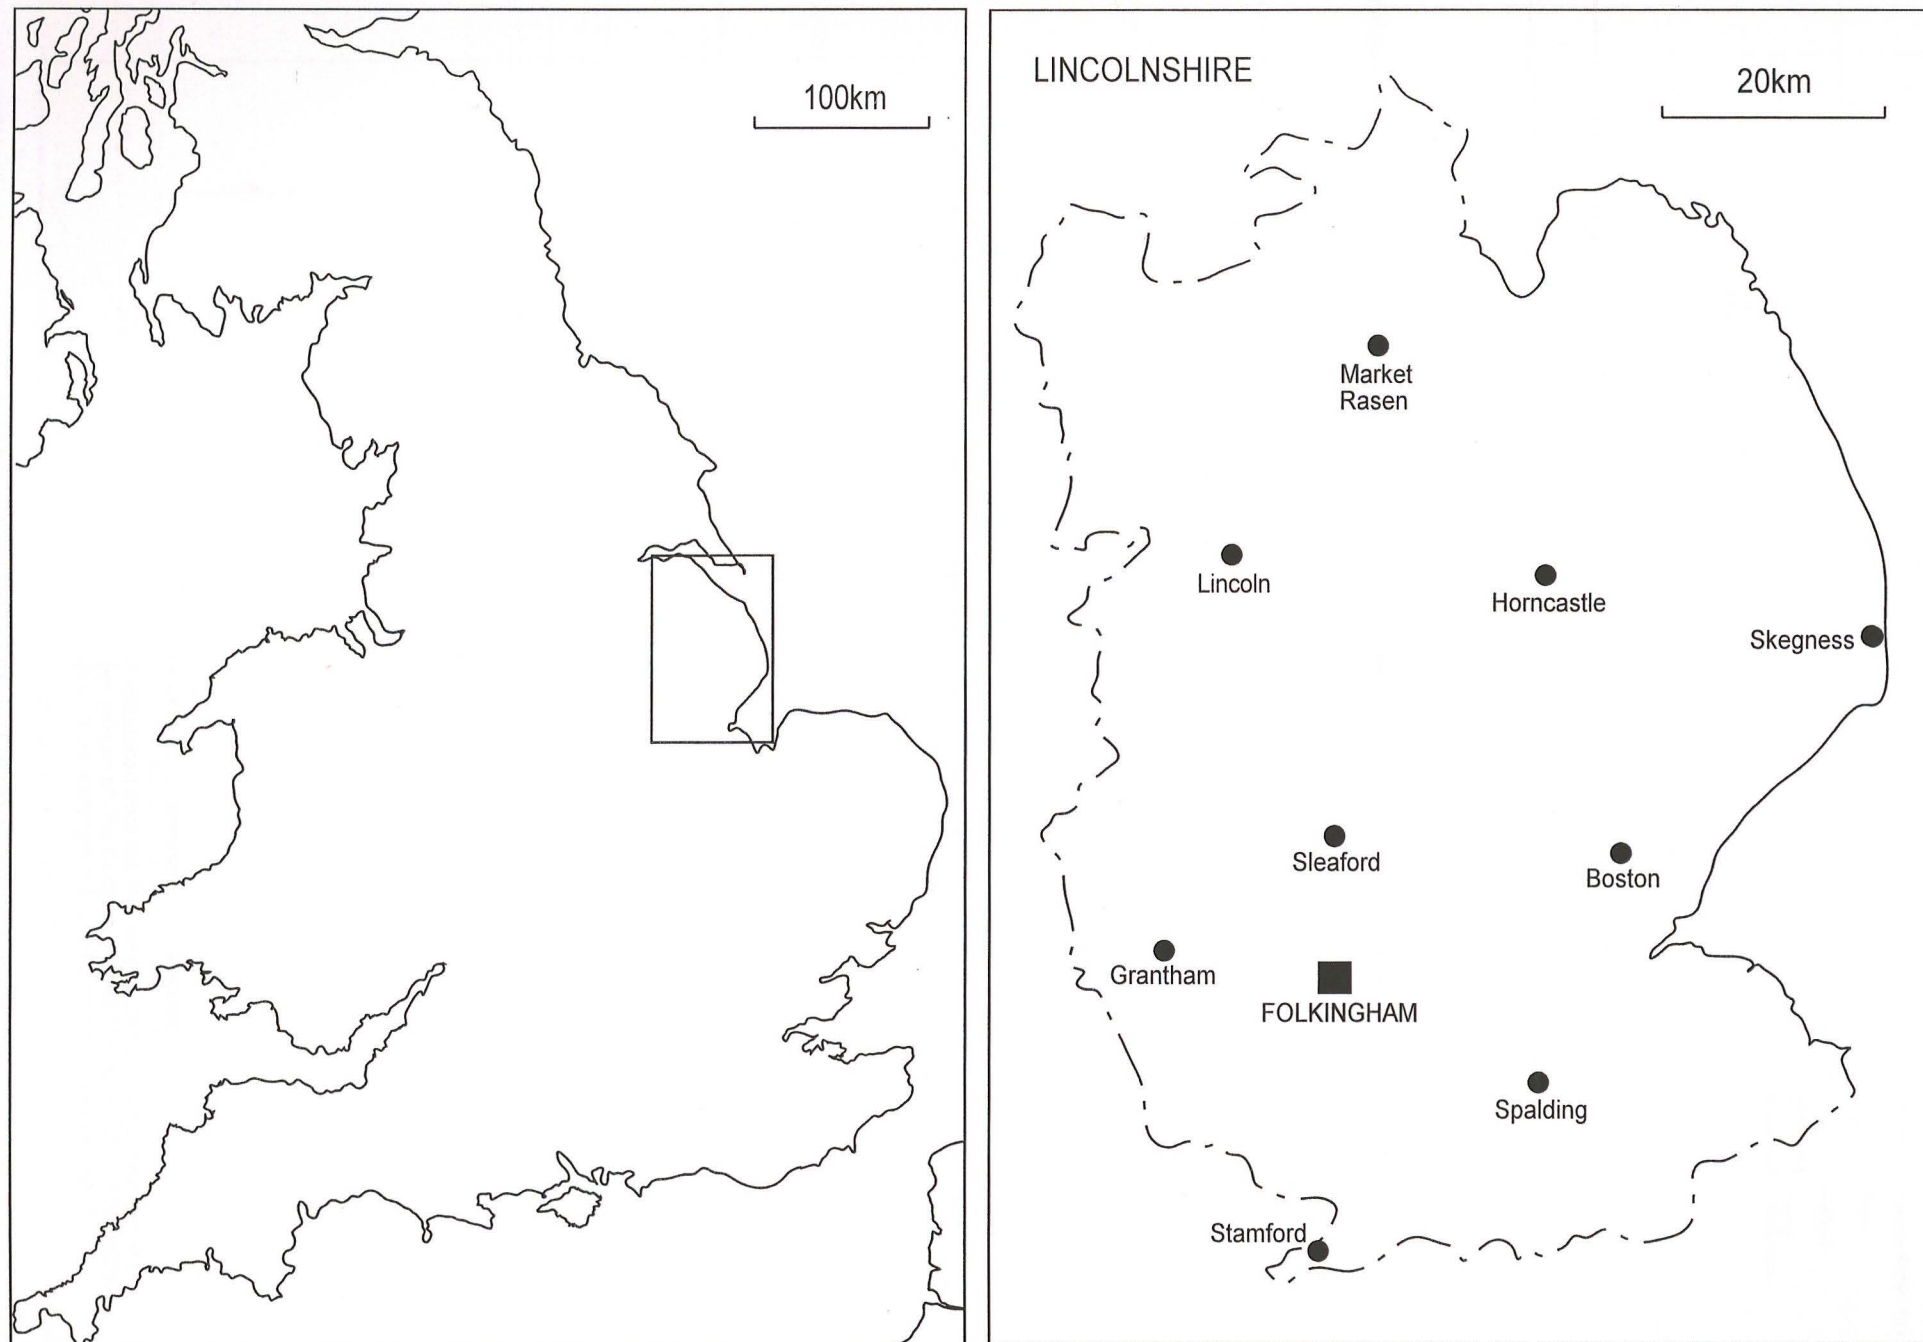 100km
LINCOLNSHIRE
20km
Market
Rasen
Lincoln
Horncastle
Skegness
Sleaford
Boston
Grantham
FOLKINGHAM
Spalding
Stamford